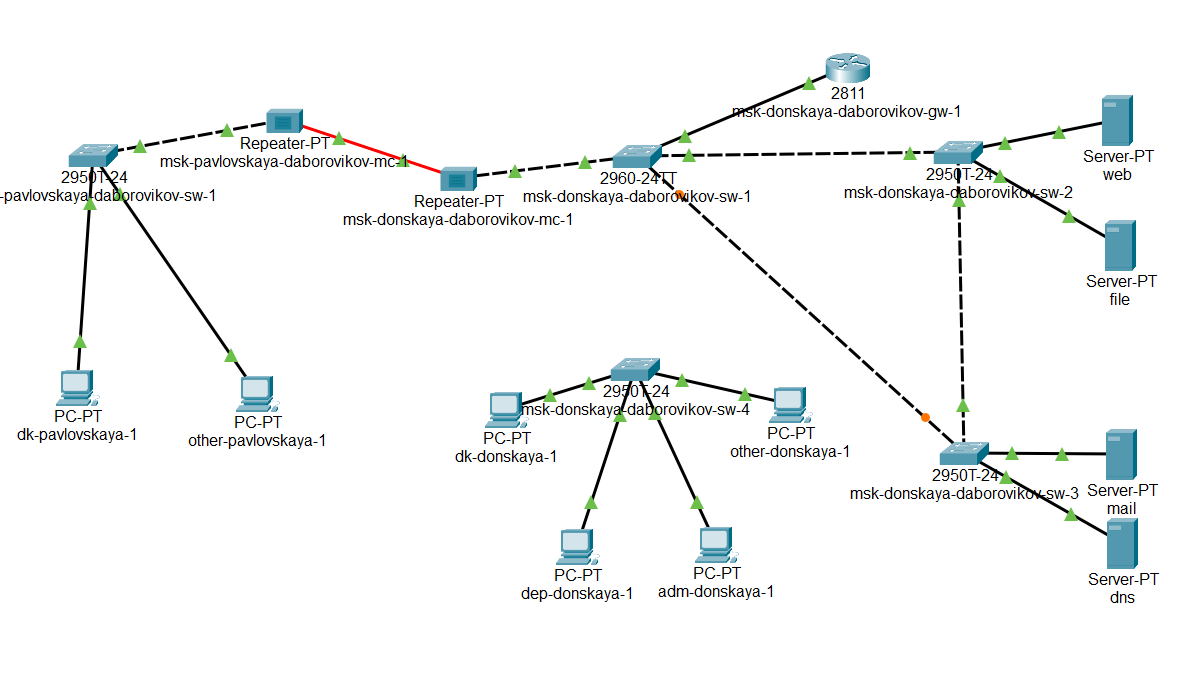 2811
msk-donskaya-daborovikov-gw-1
Repeater-PT
msk-pavlovskaya-daborovikov-mc-1
2950T-24
-pavlovskaya-daborovikov-sw-1
Repeater-PT
msk-donskaya-daborovikov-mc-1
2960-24TT
msk-donskaya-daborovikov-sw-1
2950T-24
msk-donskaya-daborovikov-sw-2
Server-PT
web
Server-PT
file
2950T-24
msk-donskaya-daborovikov-sw-4
PC-PT
dk-pavlovskaya-1
PC-PT
other-pavlovskaya-1
PC-PT
dk-donskaya-1
PC-PT
other-donskaya-1
2950T-24
msk-donskaya-daborovikov-sw-3
Server-PT
mail
PC-PT
dep-donskaya-1
PC-PT
adm-donskaya-1
Server-PT
dns